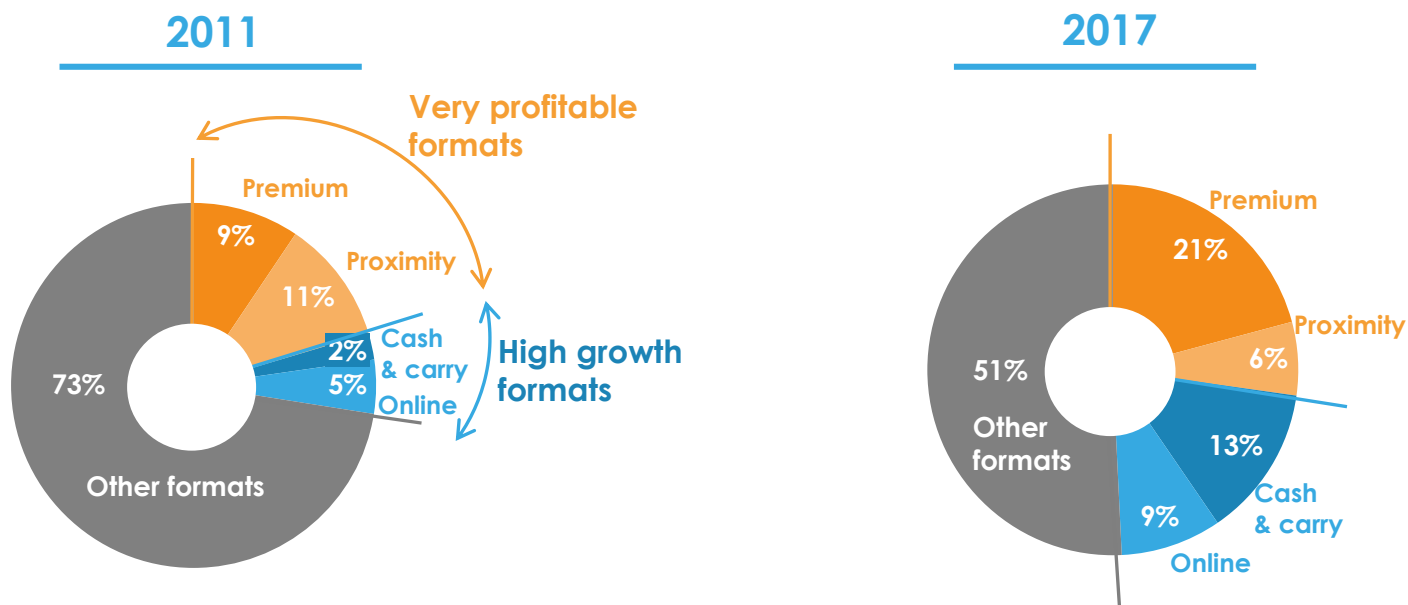 2011
Very profitable
formats
Premium
9%
Proximity
11%
Cash
& carry
2%
5%
Online
High growth
formats
73%
Other formats
2017
Premium
21%
Proximity
6%
51%
Other
formats
13%
Cash
& carry
9%
Online